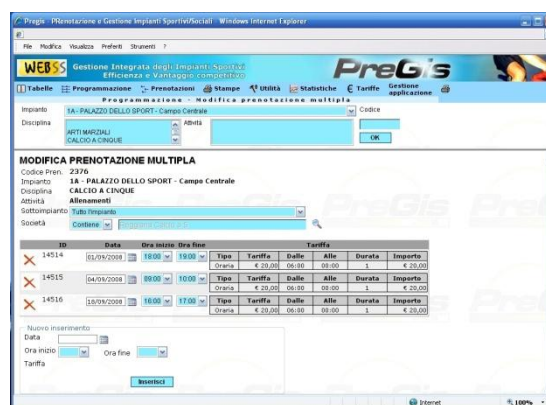 Pregis - PRenotazione e Gestione Impianti Sportivi/Sociali - Windows Internet Explorer
File Modifica Visualizza Preferiti Strumenti ?
WEBSS Gestione Integrata degli Impianti Sportivi
Efficienza e Vantaggio competitivo
PreGis
Tabelle Programmazione Prenotazioni Stampe Utilità Statistiche € Tariffe Gestione applicazione
Programmazione - Modifica prenotazione multipla
Impianto 1A - PALAZZO DELLO SPORT - Campo Centrale Codice
Disciplina Attività
ARTI MARZIALI
CALCIO A CINQUE
OK
MODIFICA PRENOTAZIONE MULTIPLA
Codice Pren. 2376
Impianto 1A - PALAZZO DELLO SPORT - Campo Centrale
Disciplina CALCIO A CINQUE
Attività Allenamenti
Sottoimpianto Tutto l'impianto
Società Contiene
ID Data Ora inizio Ora fine Tariffa
14514 01/09/2008 18:00 19:00 Tipo Tariffa Dalle Alle Durata Importo
Oraria € 20,00 06:00 00:00 1 € 20,00
14515 04/09/2008 09:00 10:00 Tipo Tariffa Dalle Alle Durata Importo
Oraria € 20,00 06:00 00:00 1 € 20,00
14516 10/09/2008 16:00 17:00 Tipo Tariffa Dalle Alle Durata Importo
Oraria € 20,00 06:00 00:00 1 € 20,00
Nuovo inserimento
Data
Ora inizio Ora fine
Tariffa
Inserisci
Internet 100%